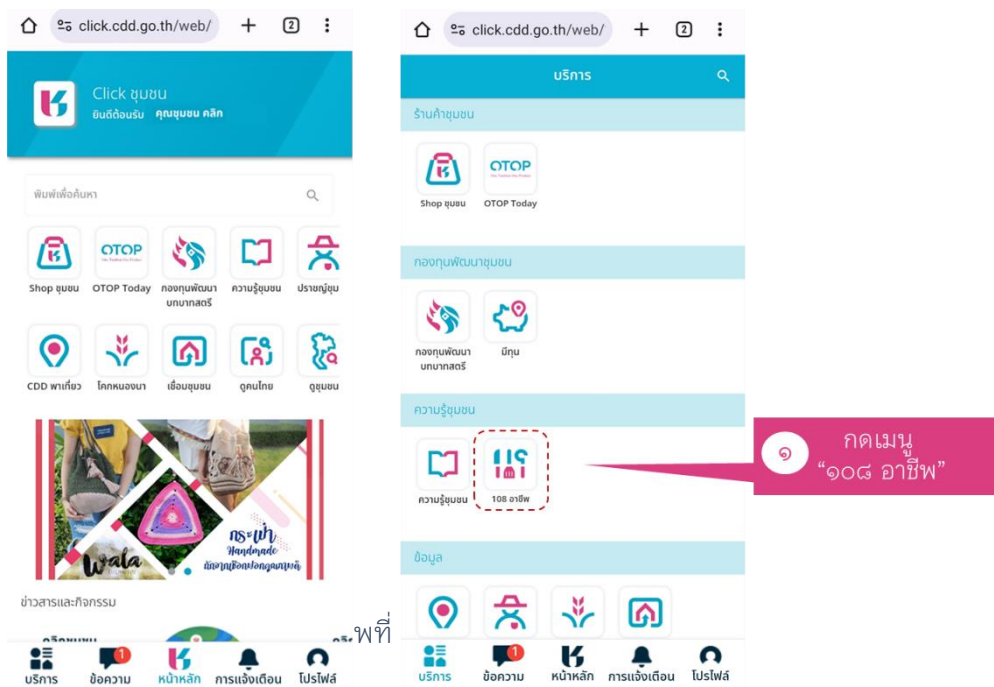 click.cdd.go.th/web/
2
Click ชุมชน
ยินดีต้อนรับ คุณชุมชน คลิก
พิมพ์เพื่อค้นหา
OTOP
Shop ชุมชน
OTOP Today
กองทุนพัฒนา
บทบาทสตรี
ความรู้ชุมชน
ปราชญ์ชุม
CDD พาเที่ยว
โคกหนองนา
เชื่อมชุมชน
ดูคนไทย
ดูชุมชน
กระเป๋า
Handmade
wala
ข่าวสารและกิจกรรม
คลิกชุมชน
1
บริการ
ข้อความ
หน้าหลัก
การแจ้งเตือน
โปรไฟล์
พที่
click.cdd.go.th/web/
2
บริการ
ร้านค้าชุมชน
OTOP
Shop ชุมชน
OTOP Today
กองทุนพัฒนาชุมชน
กองทุนพัฒนา
บทบาทสตรี
มีทุน
ความรู้ชุมชน
ความรู้ชุมชน
108 อาชีพ
ข้อมูล
1
บริการ
ข้อความ
หน้าหลัก
การแจ้งเตือน
โปรไฟล์
๑
กดเมนู
“๑๐๘ อาชีพ”